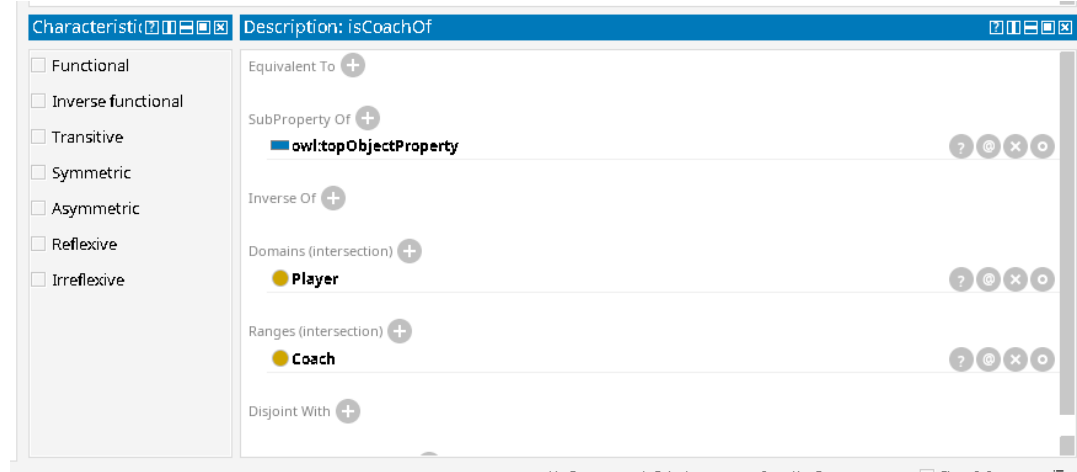 Characteristic
Description: isCoachOf
Functional
Inverse functional
Transitive
Symmetric
Asymmetric
Reflexive
Irreflexive
Equivalent To
SubProperty Of
owl:topObjectProperty
Inverse Of
Domains (intersection)
Player
Ranges (intersection)
Coach
Disjoint With